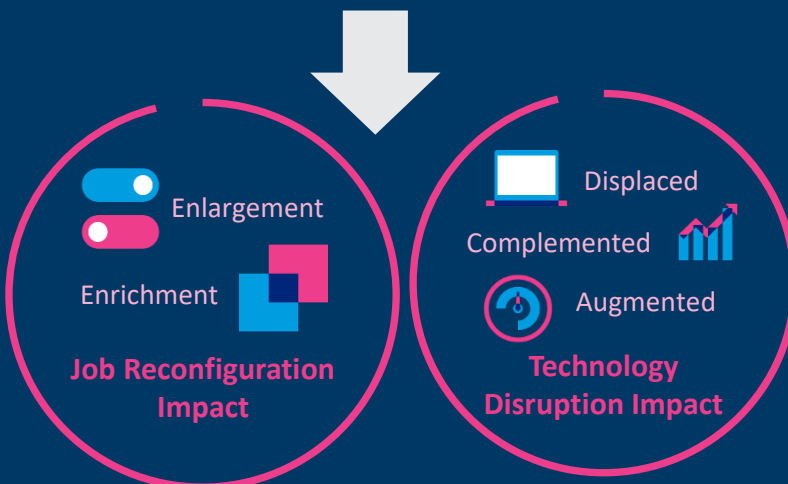 Enlargement
Enrichment
Job Reconfiguration
Impact
Displaced
Complemented
Augmented
Technology
Disruption Impact